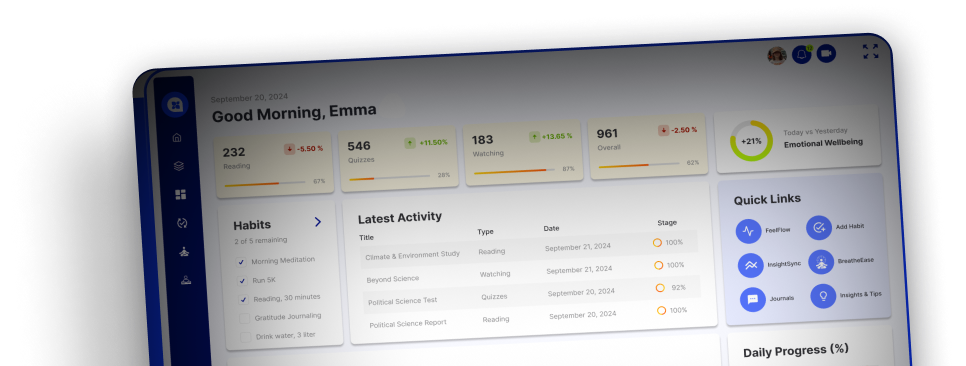 September 20, 2024
Good Morning, Emma
232
-5.50 %
Reading
67%
546
+11.50%
Quizzes
28%
183
+13.65 %
Watching
87%
961
-2.50 %
Overall
62%
+21%
Today vs Yesterday
Emotional Wellbeing
Habits
2 of 5 remaining
Morning Meditation
Run 5K
Reading, 30 minutes
Gratitude Journaling
Drink water, 3 liter
Latest Activity
Title Type Date Stage
Climate & Environment Study Reading September 21, 2024 100%
Beyond Science Watching September 21, 2024 100%
Political Science Test Quizzes September 20, 2024 92%
Political Science Report Reading September 20, 2024 100%
Quick Links
FeelFlow Add Habit
InsightSync BreatheEase
Journals Insights & Tips
Daily Progress (%)